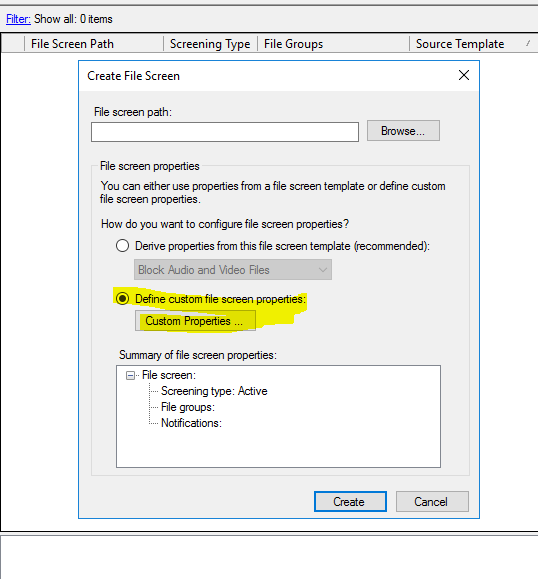 Filter: Show all: 0 items
File Screen Path Screening Type File Groups Source Template
Create File Screen
File screen path:
Browse...
File screen properties
You can either use properties from a file screen template or define custom
file screen properties.
How do you want to configure file screen properties?
Derive properties from this file screen template (recommended):
Block Audio and Video Files
Define custom file screen properties:
Custom Properties ...
Summary of file screen properties:
File screen:
Screening type: Active
File groups:
Notifications:
Create Cancel